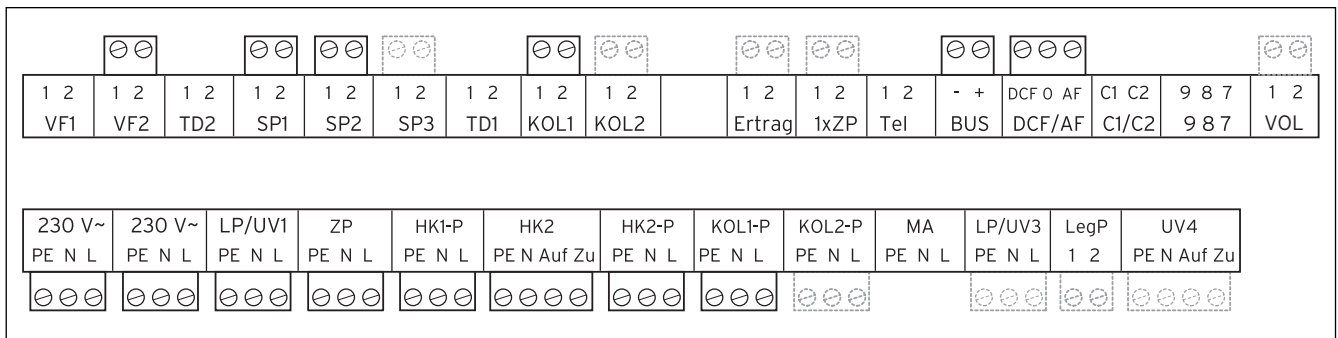 1 2 1 2 1 2 1 2 1 2 1 2 1 2 1 2 1 2 1 2 1 2 1 2 - + DCF O AF C1 C2 9 8 7 1 2
VF1 VF2 TD2 SP1 SP2 SP3 TD1 KOL1 KOL2 Ertrag 1xZP Tel BUS DCF/AF C1/C2 9 8 7 VOL
230 V~ 230 V~ LP/UV1 ZP HK1-P HK2 HK2-P KOL1-P KOL2-P MA LP/UV3 LegP UV4
PE N L PE N L PE N L PE N L PE N L PE N Auf Zu PE N L PE N L PE N L PE N L PE N L 1 2 PE N Auf Zu